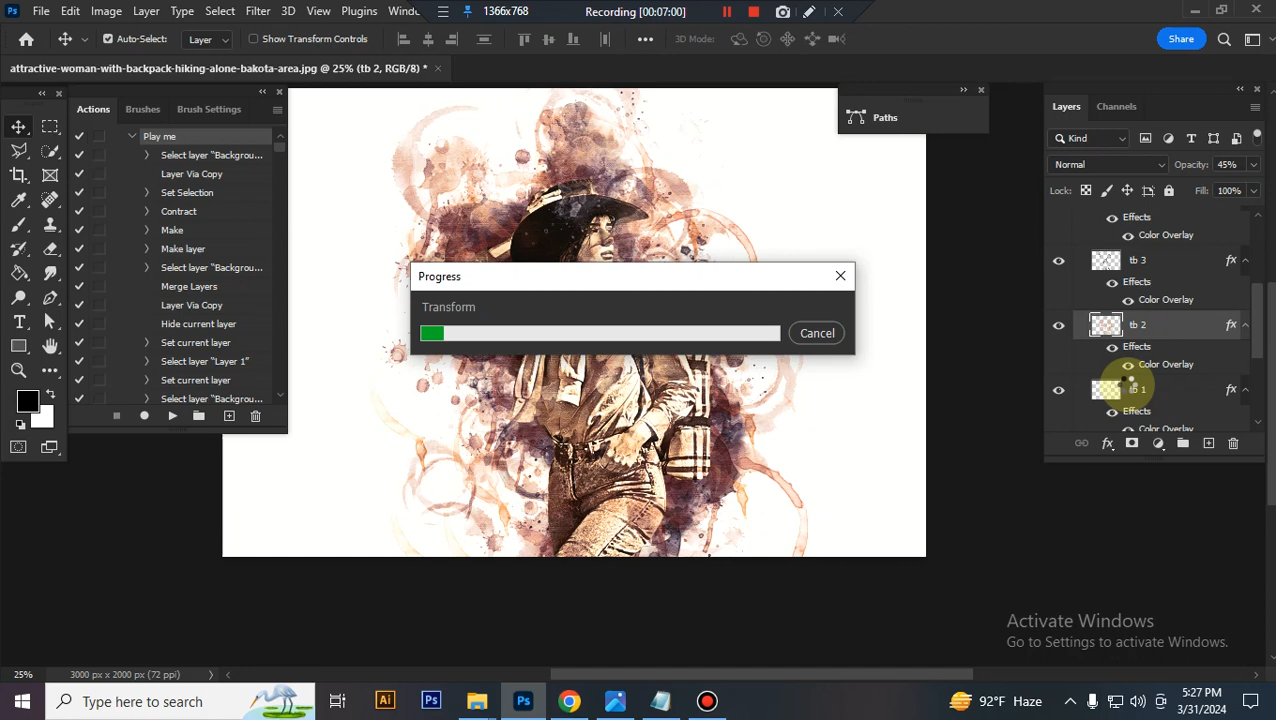 Ps File Edit Image Layer Type Select Filter 3D View Plugins Windo
1366x768 Recording [00:07:00]
Auto-Select: Layer Show Transform Controls ••• 3D Mode: Share
attractive-woman-with-backpack-hiking-alone-bakota-area.jpg @ 25% (tb 2, RGB/8) * ×
Actions Brushes Brush Settings
Play me
Select layer "Backgrou...
Layer Via Copy
Set Selection
Contract
Make
Make layer
Select layer "Backgrou...
Merge Layers
Layer Via Copy
Hide current layer
Set current layer
Select layer "Layer 1"
Set current layer
Select layer "Backgrou...
Paths
Progress
Transform
Cancel
Layers Channels
Kind
Normal Opacity: 45%
Lock: Fill: 100%
Effects
Color Overlay
tb 3 fx
Effects
Color Overlay
tb 2 fx
Effects
Color Overlay
tb 1 fx
Effects
Color Overlay
Activate Windows
Go to Settings to activate Windows.
25% 3000 px x 2000 px (72 ppi)
Type here to search Ai Ps Ps 92°F Haze 5:27 PM
3/31/2024